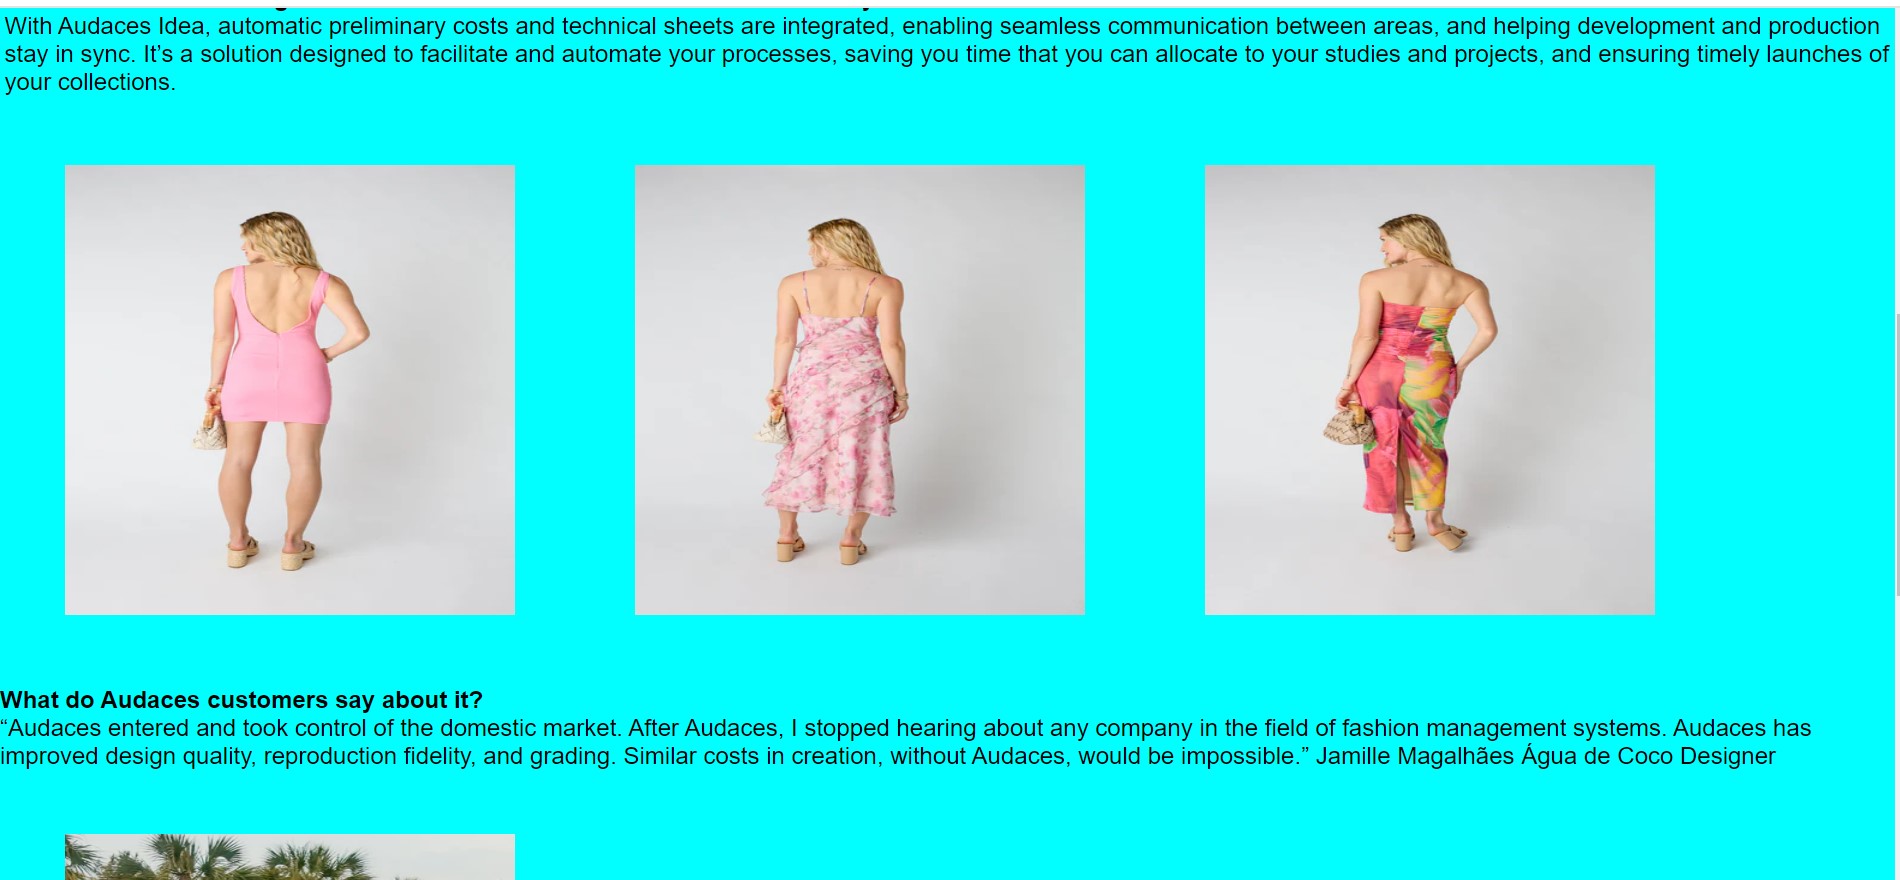 With Audaces Idea, automatic preliminary costs and technical sheets are integrated, enabling seamless communication between areas, and helping development and production
stay in sync. It’s a solution designed to facilitate and automate your processes, saving you time that you can allocate to your studies and projects, and ensuring timely launches of
your collections.
What do Audaces customers say about it?
“Audaces entered and took control of the domestic market. After Audaces, I stopped hearing about any company in the field of fashion management systems. Audaces has
improved design quality, reproduction fidelity, and grading. Similar costs in creation, without Audaces, would be impossible.” Jamille Magalhães Água de Coco Designer